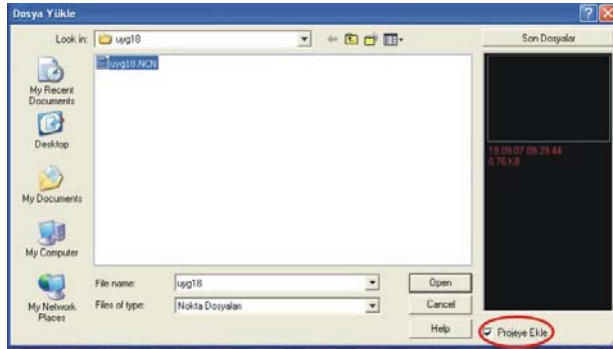 Dosya Yükle
Look in: uyg18
Son Dosyalar
uyg18.NCN
My Recent
Documents
Desktop
My Documents
My Computer
My Network
Places
19.09.07 09:29:44
0,76 KB
File name: uyg18 Open
Files of type: Nokta Dosyaları Cancel
Help
Projeye Ekle